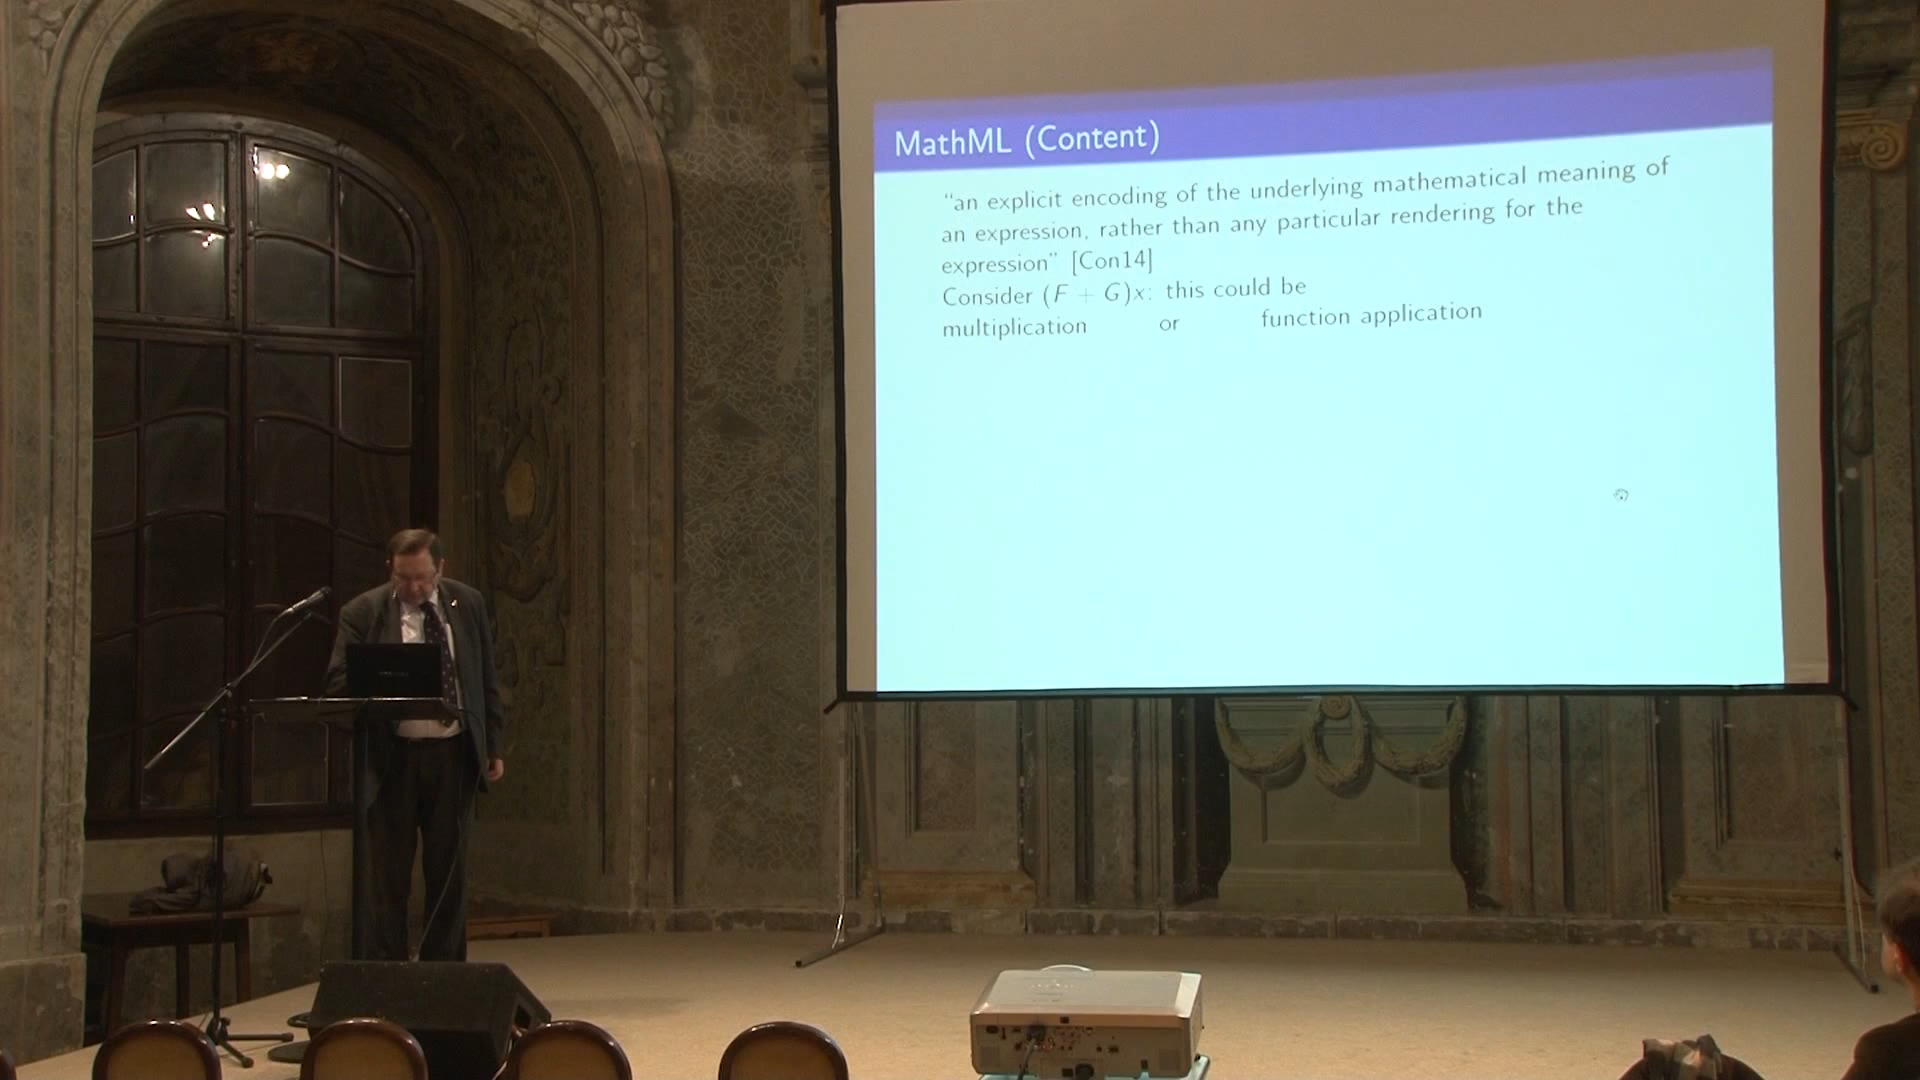 MathML (Content)
“an explicit encoding of the underlying mathematical meaning of
an expression, rather than any particular rendering for the
expression” [Con14]
Consider (F + G)x: this could be
multiplication or function application